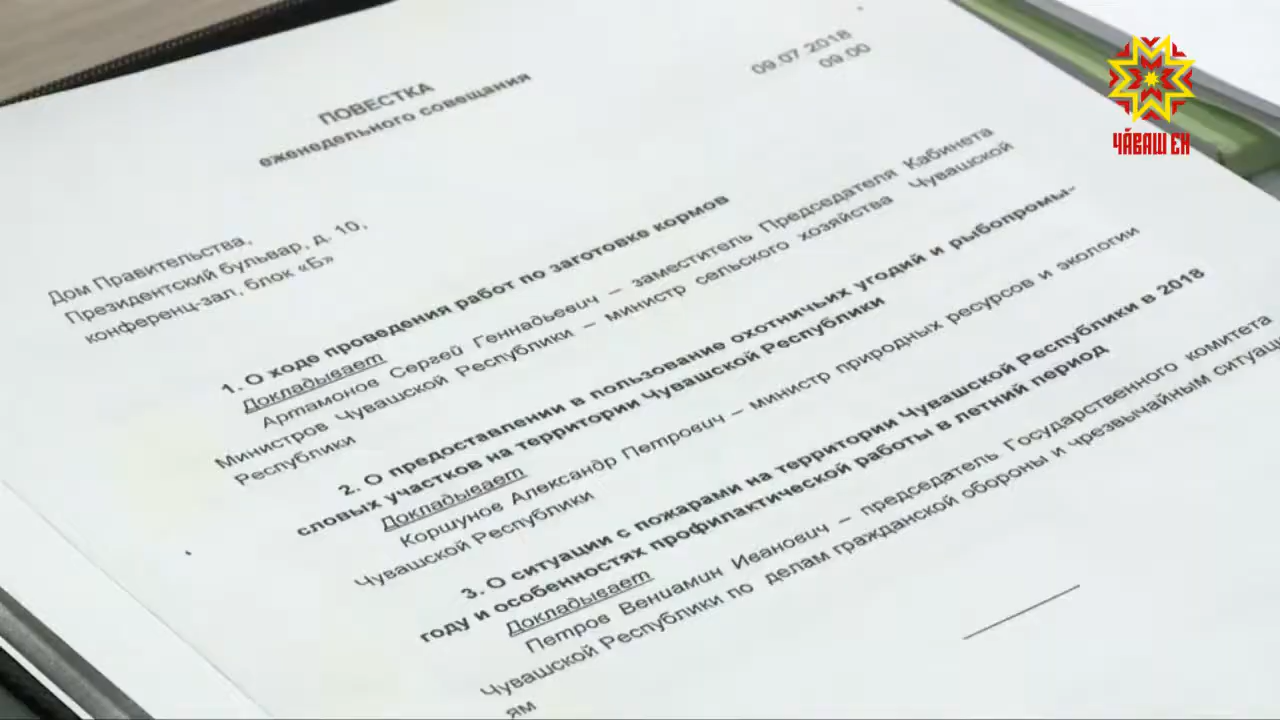 ПОВЕСТКА
еженедельного совещания
09.07 2018
09.00
Дом Правительства,
Президентский бульвар, д. 10,
конференц-зал, блок «Б»
1. О ходе проведения работ по заготовке кормов
Докладывает
Артамонов Сергей Геннадьевич – заместитель Председателя Кабинета
Министров Чувашской Республики – министр сельского хозяйства Чувашской
Республики
2. О предоставлении в пользование охотничьих угодий и рыбопромы-
словых участков на территории Чувашской Республики
Докладывает
Коршунов Александр Петрович – министр природных ресурсов и экологии
Чувашской Республики
3. О ситуации с пожарами на территории Чувашской Республики в 2018
году и особенностях профилактической работы в летний период
Докладывает
Петров Вениамин Иванович – председатель Государственного комитета
Чувашской Республики по делам гражданской обороны и чрезвычайным ситуаци
ям
ЧӐВАШ ЕН